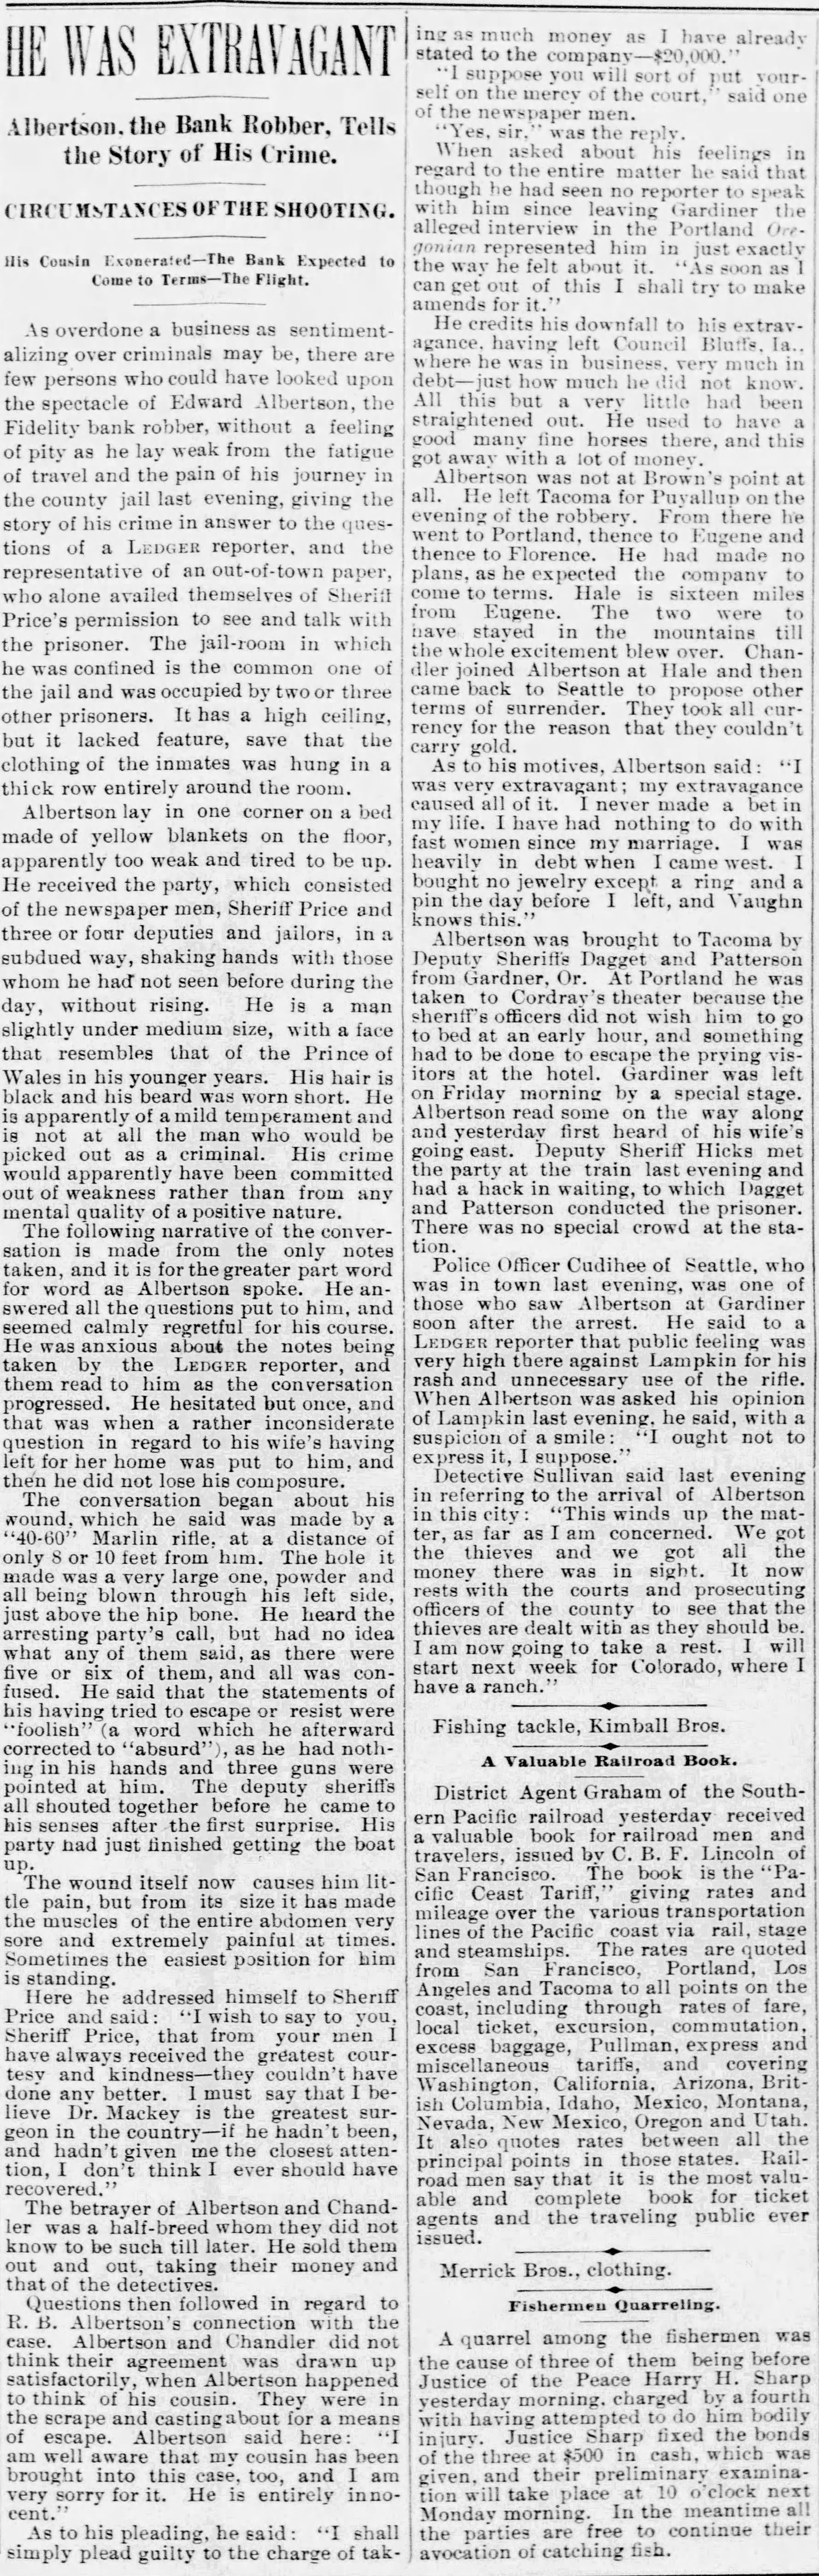 HE WAS EXTRAVAGANT
Albertson, the Bank Robber, Tells
the Story of His Crime.
CIRCUMSTANCES OF THE SHOOTING.
His Cousin Exonerated—The Bank Expected to
Come to Terms—The Flight.
As overdone a business as sentiment-
alizing over criminals may be, there are
few persons who could have looked upon
the spectacle of Edward Albertson, the
Fidelity bank robber, without a feeling
of pity as he lay weak from the fatigue
of travel and the pain of his journey in
the county jail last evening, giving the
story of his crime in answer to the ques-
tions of a LEDGER reporter, and the
representative of an out-of-town paper,
who alone availed themselves of Sheriff
Price's permission to see and talk with
the prisoner. The jail-room in which
he was confined is the common one of
the jail and was occupied by two or three
other prisoners. It has a high ceiling,
but it lacked feature, save that the
clothing of the inmates was hung in a
thick row entirely around the room.
Albertson lay in one corner on a bed
made of yellow blankets on the floor,
apparently too weak and tired to be up.
He received the party, which consisted
of the newspaper men, Sheriff Price and
three or four deputies and jailors, in a
subdued way, shaking hands with those
whom he had not seen before during the
day, without rising. He is a man
slightly under medium size, with a face
that resembles that of the Prince of
Wales in his younger years. His hair is
black and his beard was worn short. He
is apparently of a mild temperament and
is not at all the man who would be
picked out as a criminal. His crime
would apparently have been committed
out of weakness rather than from any
mental quality of a positive nature.
The following narrative of the conver-
sation is made from the only notes
taken, and it is for the greater part word
for word as Albertson spoke. He an-
swered all the questions put to him, and
seemed calmly regretful for his course.
He was anxious about the notes being
taken by the LEDGER reporter, and
them read to him as the conversation
progressed. He hesitated but once, and
that was when a rather inconsiderate
question in regard to his wife's having
left for her home was put to him, and
then he did not lose his composure.
The conversation began about his
wound, which he said was made by a
"40-60" Marlin rifle, at a distance of
only 8 or 10 feet from him. The hole it
made was a very large one, powder and
all being blown through his left side,
just above the hip bone. He heard the
arresting party's call, but had no idea
what any of them said, as there were
five or six of them, and all was con-
fused. He said that the statements of
his having tried to escape or resist were
"foolish" (a word which he afterward
corrected to "absurd"), as he had noth-
ing in his hands and three guns were
pointed at him. The deputy sheriffs
all shouted together before he came to
his senses after the first surprise. His
party had just finished getting the boat
up.
The wound itself now causes him lit-
tle pain, but from its size it has made
the muscles of the entire abdomen very
sore and extremely painful at times.
Sometimes the easiest position for him
is standing.
Here he addressed himself to Sheriff
Price and said: "I wish to say to you,
Sheriff Price, that from your men I
have always received the greatest cour-
tesy and kindness—they couldn't have
done any better. I must say that I be-
lieve Dr. Mackey is the greatest sur-
geon in the country—if he hadn't been,
and hadn't given me the closest atten-
tion, I don't think I ever should have
recovered."
The betrayer of Albertson and Chand-
ler was a half-breed whom they did not
know to be such till later. He sold them
out and out, taking their money and
that of the detectives.
Questions then followed in regard to
R. B. Albertson's connection with the
case. Albertson and Chandler did not
think their agreement was drawn up
satisfactorily, when Albertson happened
to think of his cousin. They were in
the scrape and casting about for a means
of escape. Albertson said here: "I
am well aware that my cousin has been
brought into this case, too, and I am
very sorry for it. He is entirely inno-
cent."
As to his pleading, he said: "I shall
simply plead guilty to the charge of tak-
ing as much money as I have already
stated to the company—$20,000."
"I suppose you will sort of put your-
self on the mercy of the court," said one
of the newspaper men.
"Yes, sir," was the reply.
When asked about his feelings in
regard to the entire matter he said that
though he had seen no reporter to speak
with him since leaving Gardiner the
alleged interview in the Portland Ore-
gonian represented him in just exactly
the way he felt about it. "As soon as I
can get out of this I shall try to make
amends for it."
He credits his downfall to his extrav-
agance, having left Council Bluffs, Ia.,
where he was in business, very much in
debt—just how much he did not know.
All this but a very little had been
straightened out. He used to have a
good many fine horses there, and this
got away with a lot of money.
Albertson was not at Brown's point at
all. He left Tacoma for Puyallup on the
evening of the robbery. From there he
went to Portland, thence to Eugene and
thence to Florence. He had made no
plans, as he expected the company to
come to terms. Hale is sixteen miles
from Eugene. The two were to
have stayed in the mountains till
the whole excitement blew over. Chan-
dler joined Albertson at Hale and then
came back to Seattle to propose other
terms of surrender. They took all cur-
rency for the reason that they couldn't
carry gold.
As to his motives, Albertson said: "I
was very extravagant; my extravagance
caused all of it. I never made a bet in
my life. I have had nothing to do with
fast women since my marriage. I was
heavily in debt when I came west. I
bought no jewelry except a ring and a
pin the day before I left, and Vaughn
knows this."
Albertson was brought to Tacoma by
Deputy Sheriffs Dagget and Patterson
from Gardner, Or. At Portland he was
taken to Cordray's theater because the
sheriff's officers did not wish him to go
to bed at an early hour, and something
had to be done to escape the prying vis-
itors at the hotel. Gardiner was left
on Friday morning by a special stage.
Albertson read some on the way along
and yesterday first heard of his wife's
going east. Deputy Sheriff Hicks met
the party at the train last evening and
had a hack in waiting, to which Dagget
and Patterson conducted the prisoner.
There was no special crowd at the sta-
tion.
Police Officer Cudihee of Seattle, who
was in town last evening, was one of
those who saw Albertson at Gardiner
soon after the arrest. He said to a
LEDGER reporter that public feeling was
very high there against Lampkin for his
rash and unnecessary use of the rifle.
When Albertson was asked his opinion
of Lampkin last evening, he said, with a
suspicion of a smile: "I ought not to
express it, I suppose."
Detective Sullivan said last evening
in referring to the arrival of Albertson
in this city: "This winds up the mat-
ter, as far as I am concerned. We got
the thieves and we got all the
money there was in sight. It now
rests with the courts and prosecuting
officers of the county to see that the
thieves are dealt with as they should be.
I am now going to take a rest. I will
start next week for Colorado, where I
have a ranch."
Fishing tackle, Kimball Bros.
A Valuable Railroad Book.
District Agent Graham of the South-
ern Pacific railroad yesterday received
a valuable book for railroad men and
travelers, issued by C. B. F. Lincoln of
San Francisco. The book is the "Pa-
cific Ceast Tariff," giving rates and
mileage over the various transportation
lines of the Pacific coast via rail, stage
and steamships. The rates are quoted
from San Francisco, Portland, Los
Angeles and Tacoma to all points on the
coast, including through rates of fare,
local ticket, excursion, commutation,
excess baggage, Pullman, express and
miscellaneous tariffs, and covering
Washington, California, Arizona, Brit-
ish Columbia, Idaho, Mexico, Montana,
Nevada, New Mexico, Oregon and Utah.
It also quotes rates between all the
principal points in those states. Rail-
road men say that it is the most valu-
able and complete book for ticket
agents and the traveling public ever
issued.
Merrick Bros., clothing.
Fishermen Quarreling.
A quarrel among the fishermen was
the cause of three of them being before
Justice of the Peace Harry H. Sharp
yesterday morning, charged by a fourth
with having attempted to do him bodily
injury. Justice Sharp fixed the bonds
of the three at $500 in cash, which was
given, and their preliminary examina-
tion will take place at 10 o'clock next
Monday morning. In the meantime all
the parties are free to continue their
avocation of catching fish.